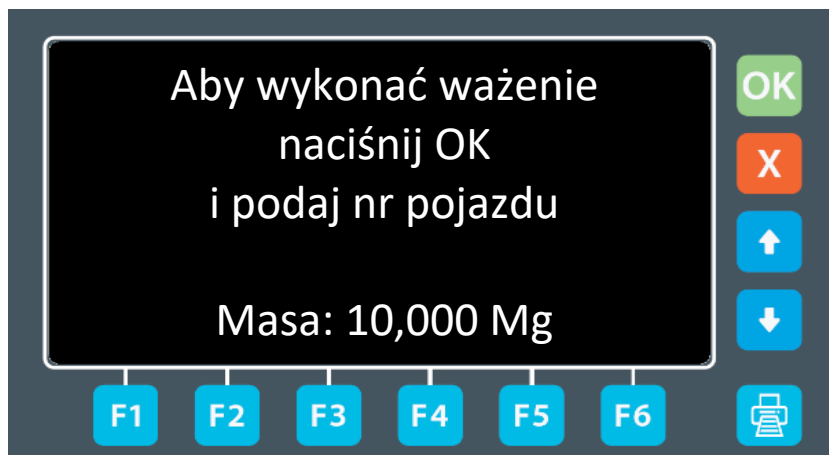 Aby wykonać ważenie
naciśnij OK
i podaj nr pojazdu
Masa: 10,000 Mg
OK
X
F1 F2 F3 F4 F5 F6